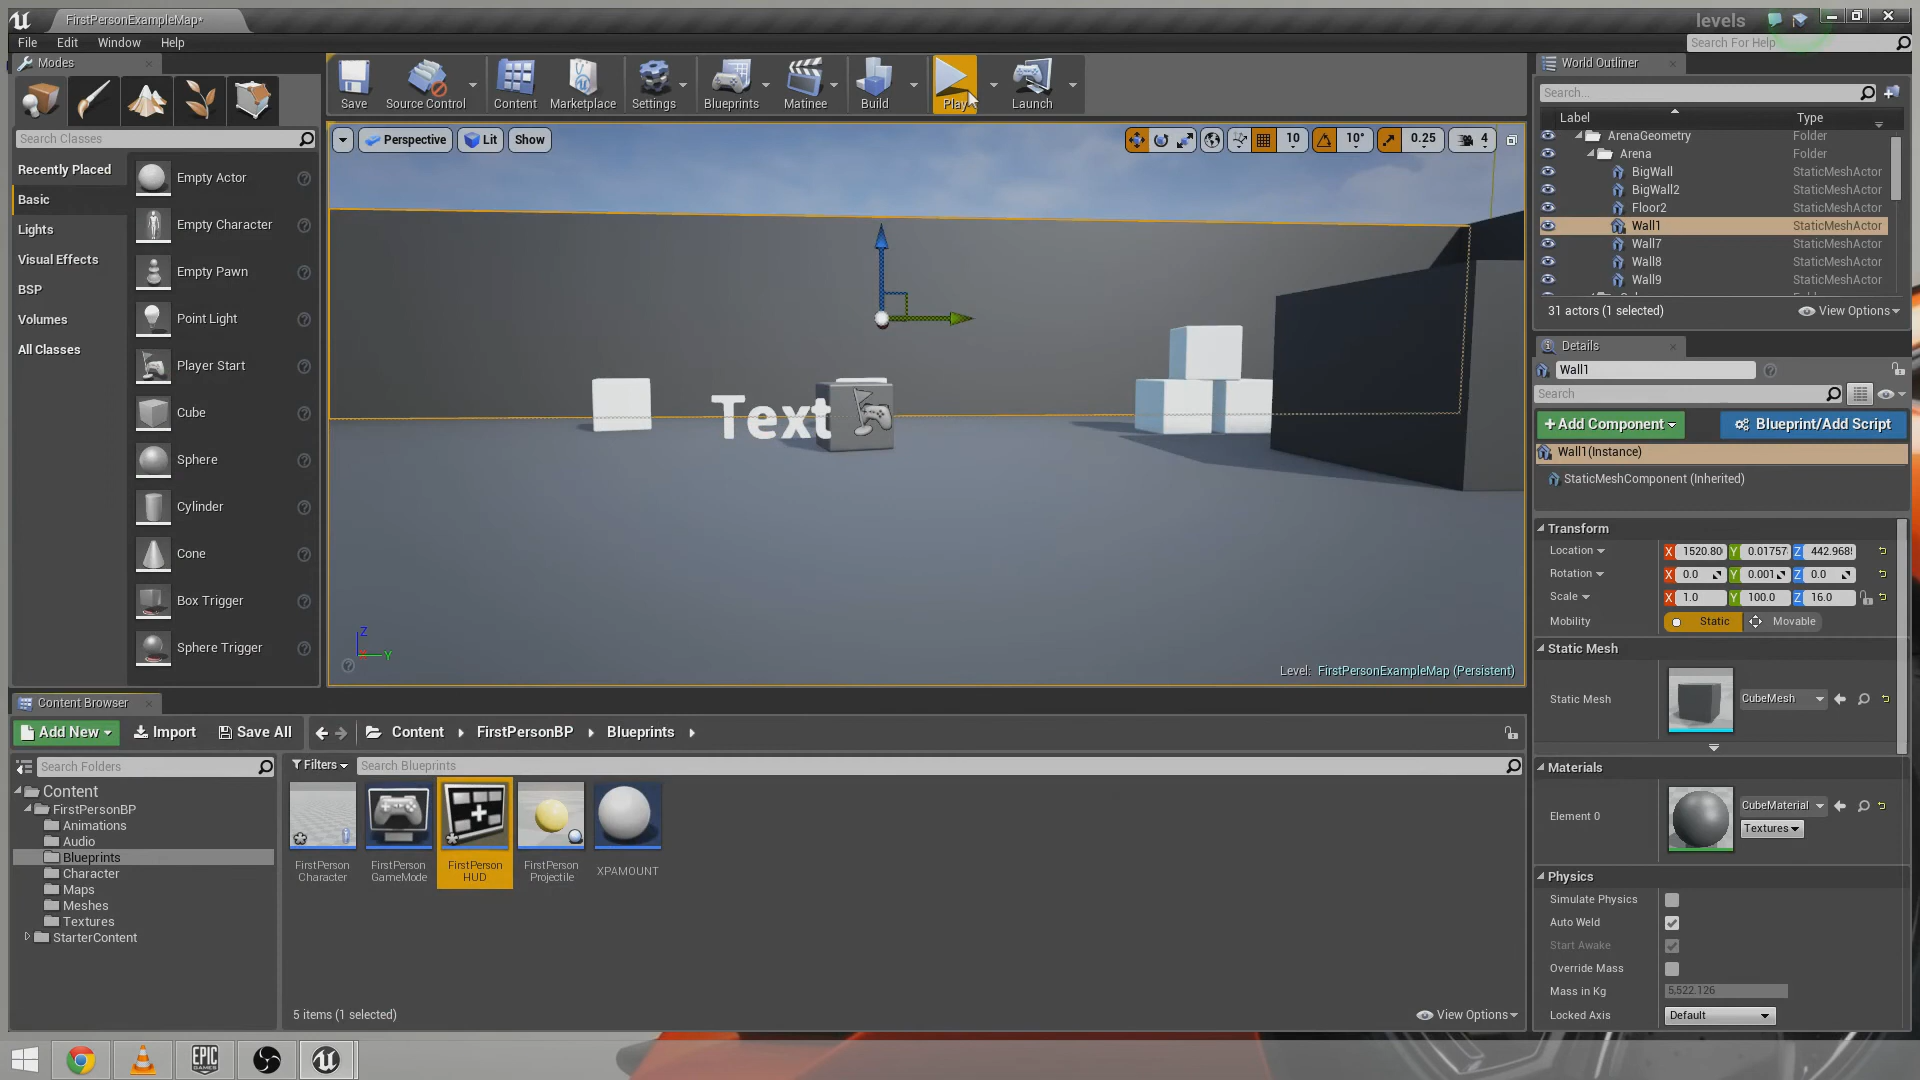 FirstPersonExampleMap*
levels
File Edit Window Help
Search For Help
Modes
Save
Source Control
Content
Marketplace
Settings
Blueprints
Matinee
Build
Play
Launch
World Outliner
Search...
Label Type
ArenaGeometry Folder
Arena Folder
BigWall StaticMeshActor
BigWall2 StaticMeshActor
Floor2 StaticMeshActor
Wall1 StaticMeshActor
Wall7 StaticMeshActor
Wall8 StaticMeshActor
Wall9 StaticMeshActor
31 actors (1 selected)
View Options
Search Classes
Recently Placed
Basic
Lights
Visual Effects
BSP
Volumes
All Classes
Empty Actor
Empty Character
Empty Pawn
Point Light
Player Start
Cube
Sphere
Cylinder
Cone
Box Trigger
Sphere Trigger
Perspective
Lit
Show
10
10°
0.25
4
Text
Z
Y
Level: FirstPersonExampleMap (Persistent)
Details
Wall1
Search
+Add Component
Blueprint/Add Script
Wall1(Instance)
StaticMeshComponent (Inherited)
Transform
Location X 1520.80 Y 0.01757 Z 442.968
Rotation X 0.0 Y 0.001 Z 0.0
Scale X 1.0 Y 100.0 Z 16.0
Mobility Static Movable
Static Mesh
Static Mesh CubeMesh
Materials
Element 0 CubeMaterial
Textures
Physics
Simulate Physics
Auto Weld
Start Awake
Override Mass
Mass in Kg 5,522.126
Locked Axis Default
Content Browser
Add New
Import
Save All
Content
FirstPersonBP
Blueprints
Search Folders
Filters
Search Blueprints
Content
FirstPersonBP
Animations
Audio
Blueprints
Character
Maps
Meshes
Textures
StarterContent
FirstPerson
Character
FirstPerson
GameMode
FirstPerson
HUD
FirstPerson
Projectile
XPAMOUNT
5 items (1 selected)
View Options
EPIC
GAMES